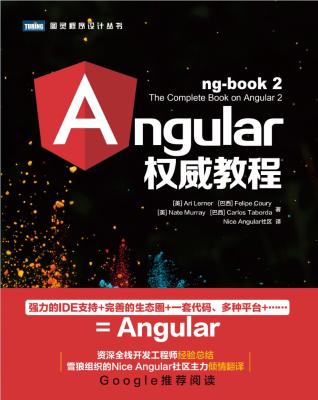 TURING 图灵程序设计丛书
ng-book 2
The Complete Book on Angular 2
Angular
权威教程
[美] Ari Lerner [巴西] Felipe Coury
[美] Nate Murray [巴西] Carlos Taborda 著
Nice Angular社区 译
强力的IDE支持+完善的生态圈+一套代码、多种平台+……
= Angular
资深全栈开发工程师经验总结
雪狼组织的Nice Angular社区主力倾情翻译
Google推荐阅读